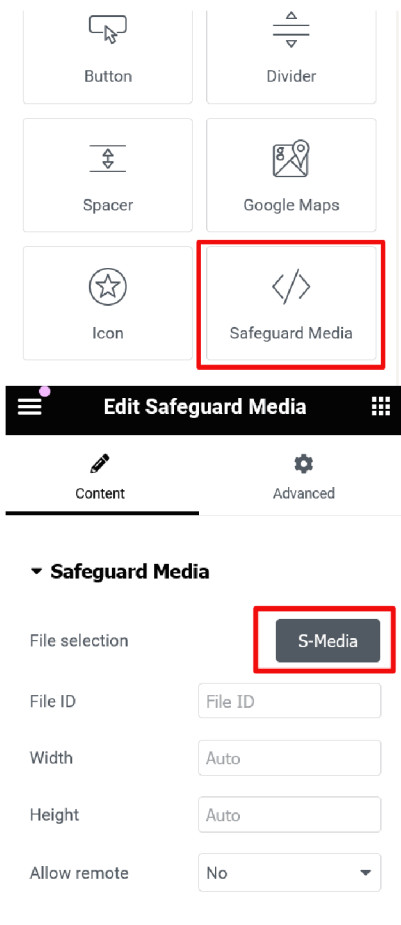 Button
Divider
Spacer
Google Maps
Icon
Safeguard Media
Edit Safeguard Media
Content
Advanced
Safeguard Media
File selection
S-Media
File ID
File ID
Width
Auto
Height
Auto
Allow remote
No